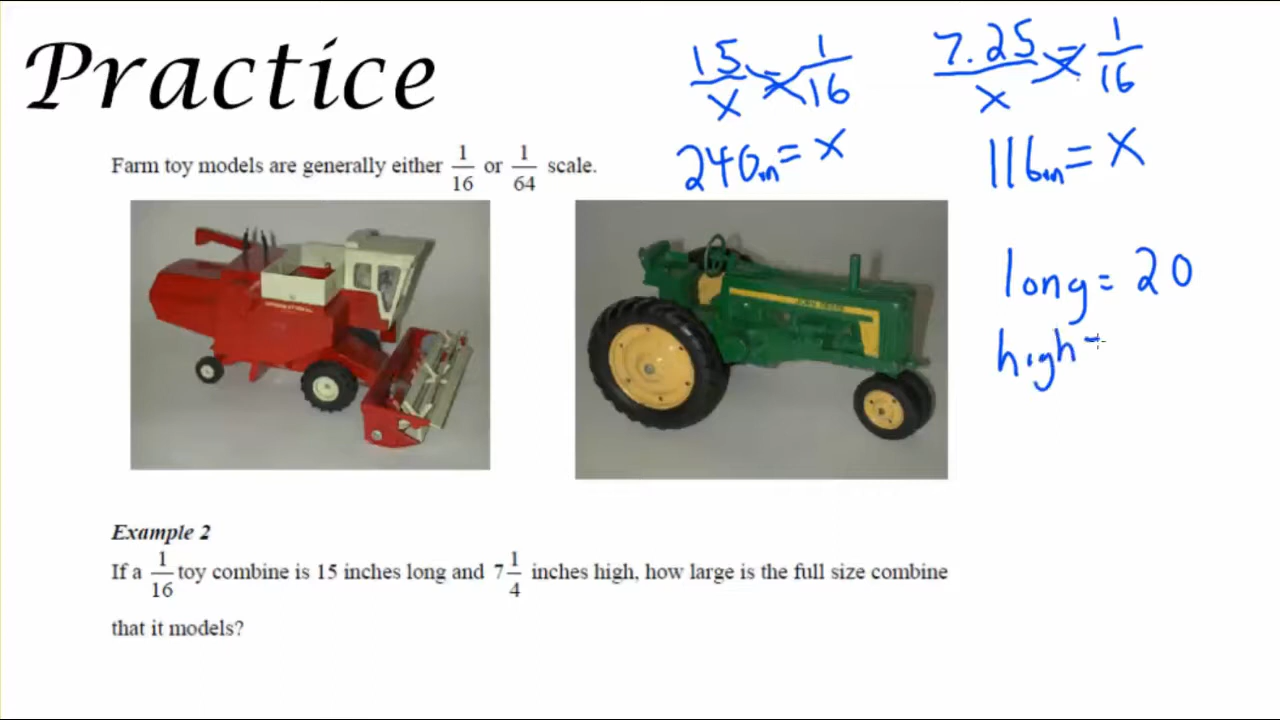 Practice
15/x = 1/16
7.25/x = 1/16
240in = x
116in = x
Farm toy models are generally either 1/16 or 1/64 scale.
long = 20
high =
Example 2
If a 1/16 toy combine is 15 inches long and 7 1/4 inches high, how large is the full size combine
that it models?